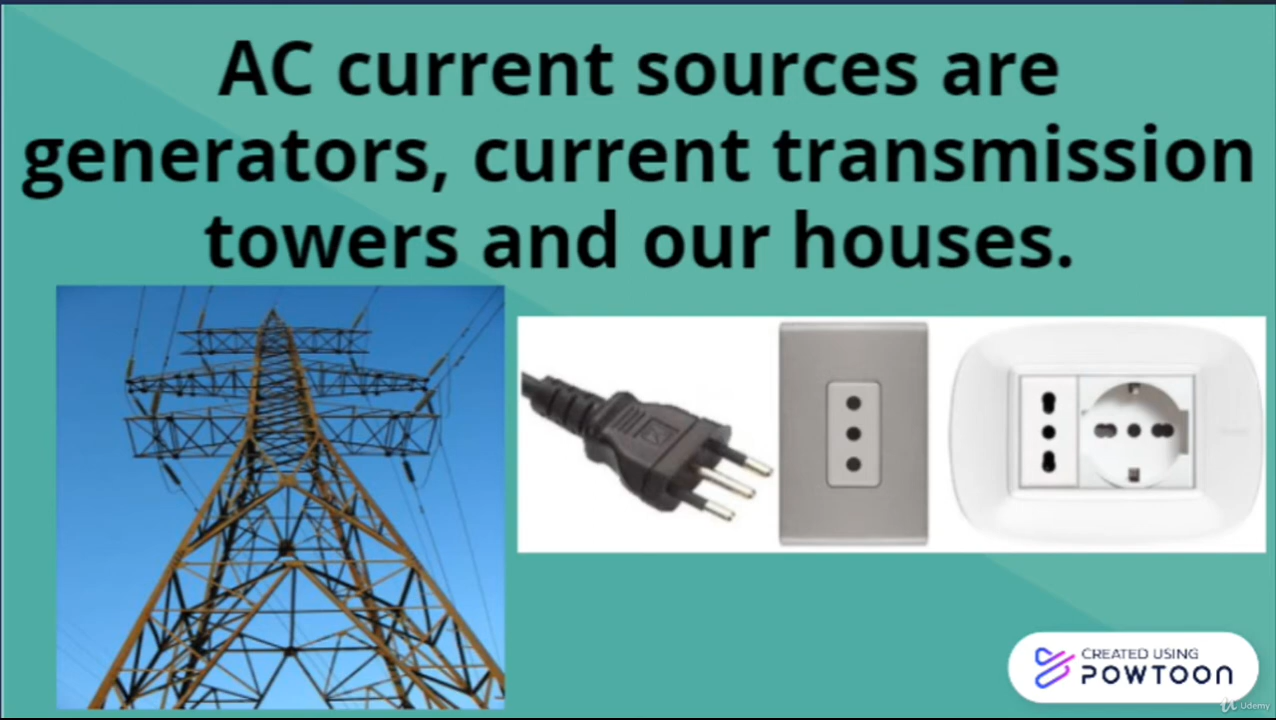 AC current sources are
generators, current transmission
towers and our houses.
CREATED USING
POWTOON
Udemy